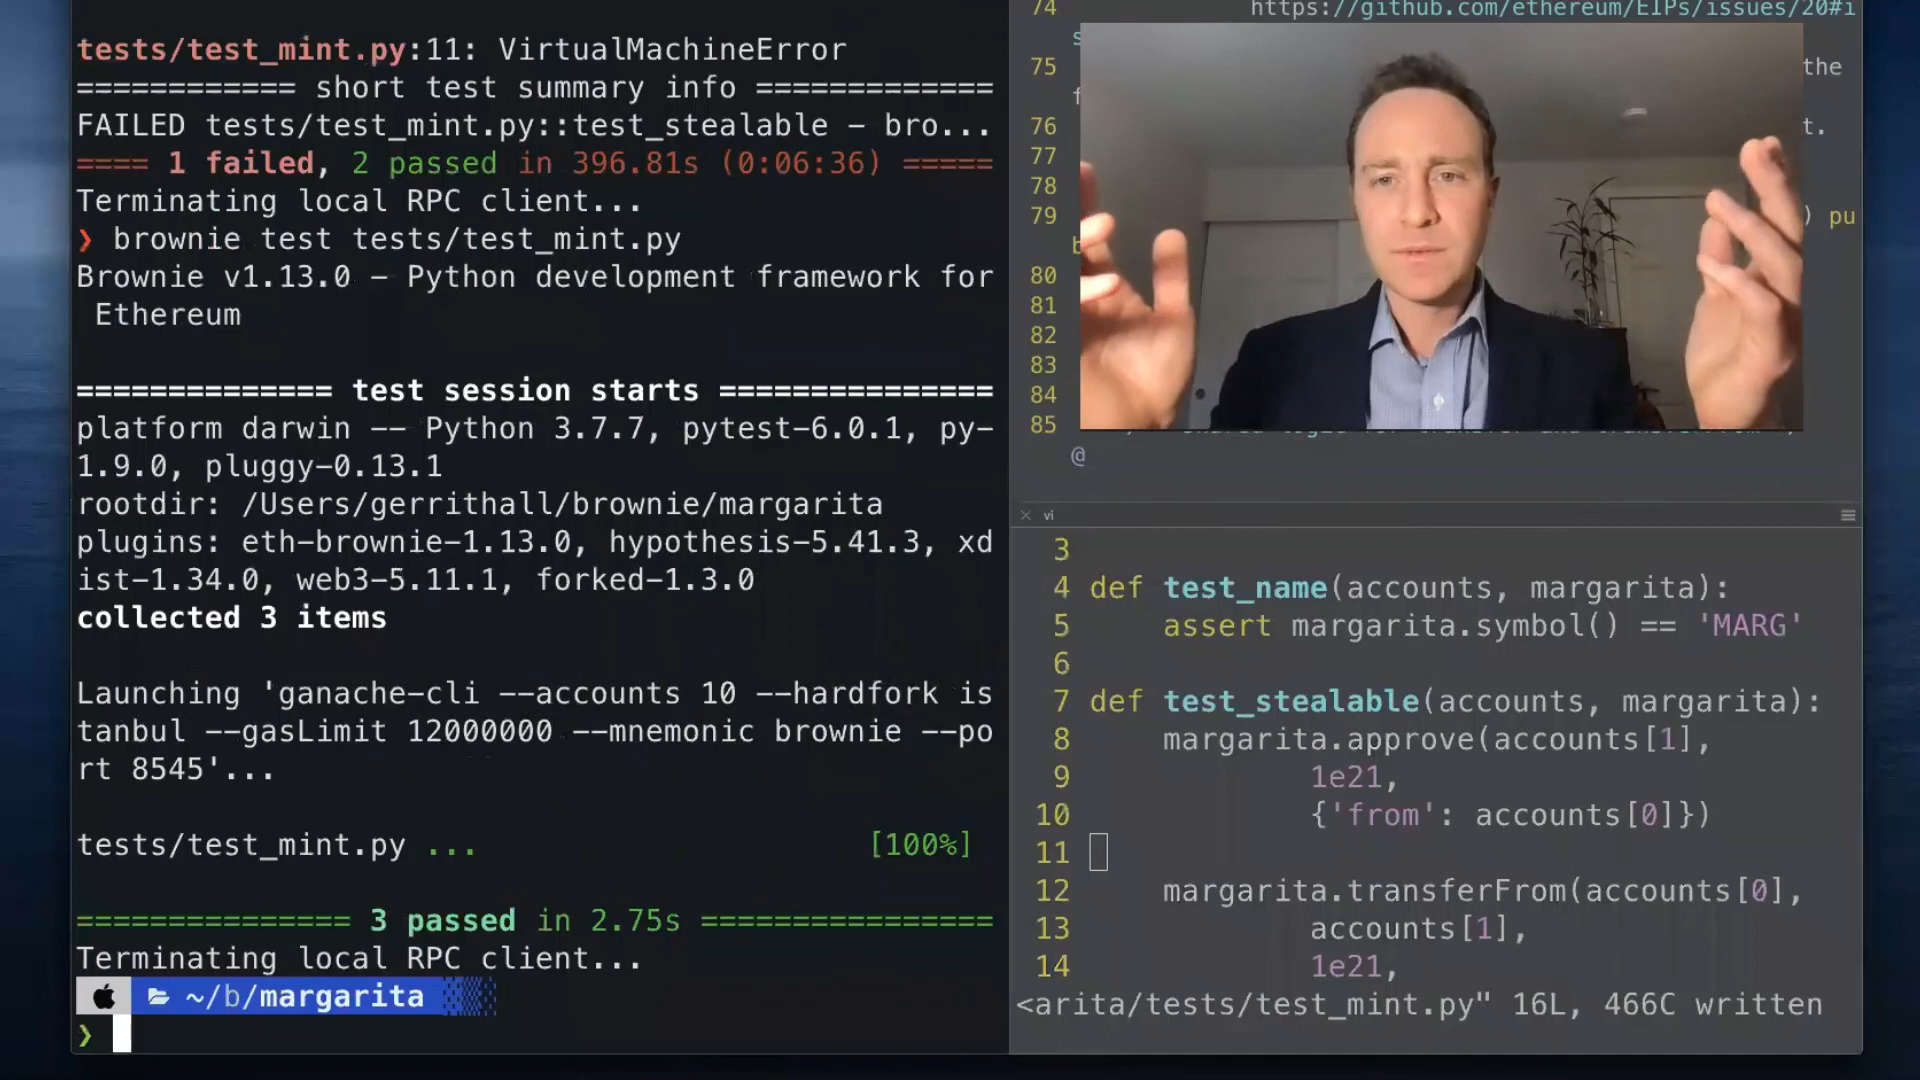 tests/test_mint.py:11: VirtualMachineError
============ short test summary info =============
FAILED tests/test_mint.py::test_stealable - bro...
==== 1 failed, 2 passed in 396.81s (0:06:36) =====
Terminating local RPC client...
❯ brownie test tests/test_mint.py
Brownie v1.13.0 - Python development framework for
Ethereum
============== test session starts ===============
platform darwin -- Python 3.7.7, pytest-6.0.1, py-
1.9.0, pluggy-0.13.1
rootdir: /Users/gerrithall/brownie/margarita
plugins: eth-brownie-1.13.0, hypothesis-5.41.3, xd
ist-1.34.0, web3-5.11.1, forked-1.3.0
collected 3 items
Launching 'ganache-cli --accounts 10 --hardfork is
tanbul --gasLimit 12000000 --mnemonic brownie --po
rt 8545'...
tests/test_mint.py ... [100%]
=============== 3 passed in 2.75s ================
Terminating local RPC client...
~/b/margarita
❯
74 https://github.com/ethereum/EIPs/issues/20#i
s
75 the
f
76 t.
77
78
79 ) pu
b
80
81
82
83
84
85
@
vi
3
4 def test_name(accounts, margarita):
5 assert margarita.symbol() == 'MARG'
6
7 def test_stealable(accounts, margarita):
8 margarita.approve(accounts[1],
9 1e21,
10 {'from': accounts[0]})
11
12 margarita.transferFrom(accounts[0],
13 accounts[1],
14 1e21,
<arita/tests/test_mint.py" 16L, 466C written